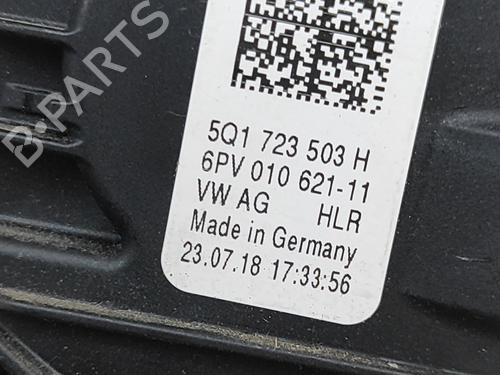 B-PARTS
5Q1 723 503 H
6PV 010 621-11
VW AG HLR
Made in Germany
23.07.18 17:33:56